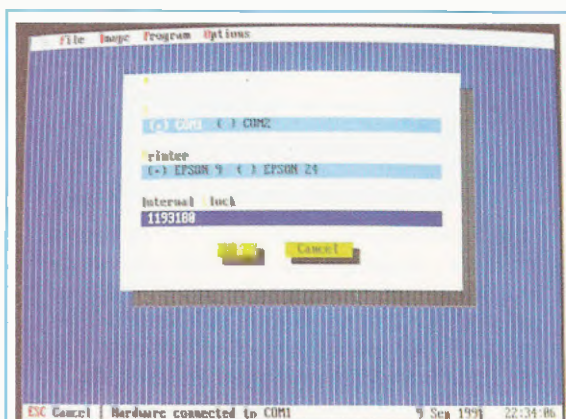 File Image Program Options
(•) COM1 ( ) COM2
Printer
(•) EPSON 9 ( ) EPSON 24
Internal Clock
1193180
Cancel
ESC Cancel | Hardware connected to COM1 9 Sep 1991 22:34:06